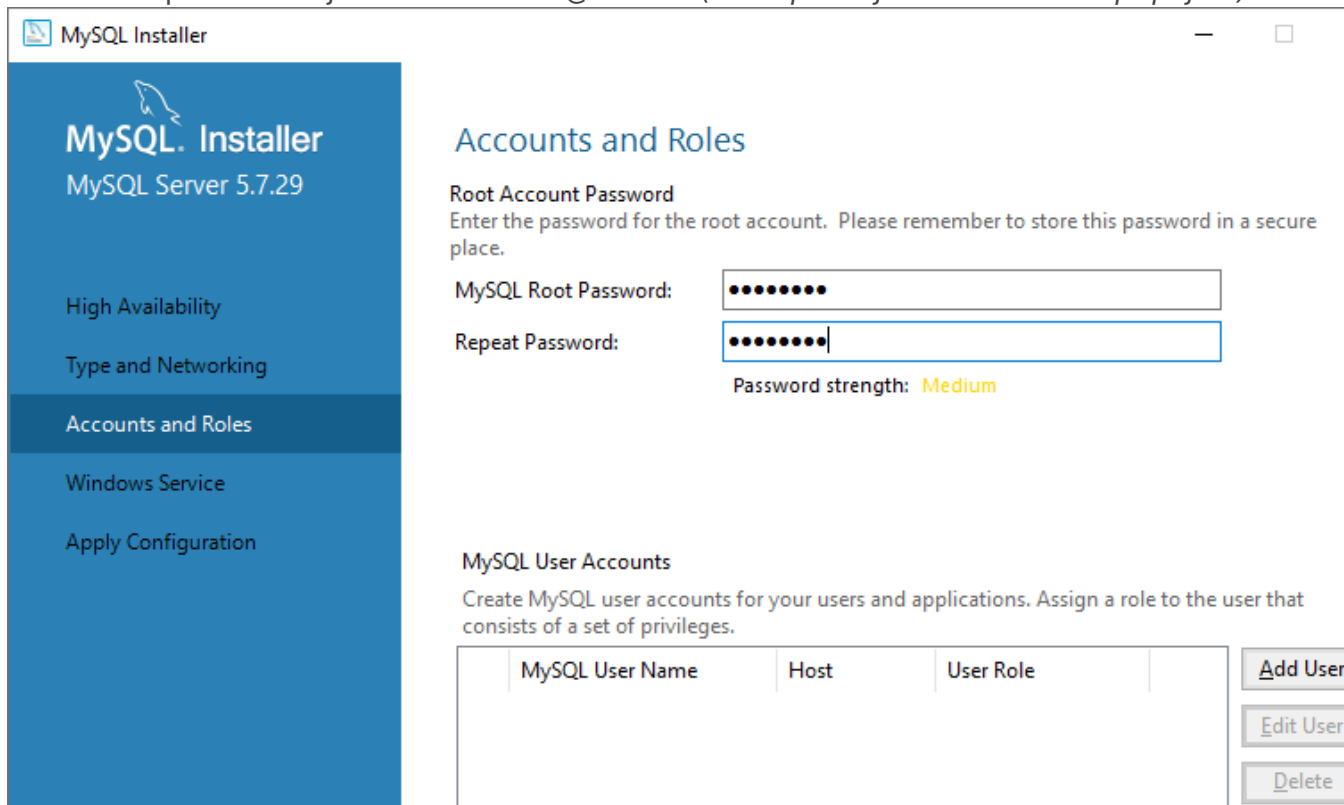 MySQL Installer
MySQL. Installer
MySQL Server 5.7.29
High Availability
Type and Networking
Accounts and Roles
Windows Service
Apply Configuration
Accounts and Roles
Root Account Password
Enter the password for the root account. Please remember to store this password in a secure
place.
MySQL Root Password: ●●●●●●●●
Repeat Password: ●●●●●●●●
Password strength: Medium
MySQL User Accounts
Create MySQL user accounts for your users and applications. Assign a role to the user that
consists of a set of privileges.
MySQL User Name Host User Role
Add User
Edit User
Delete